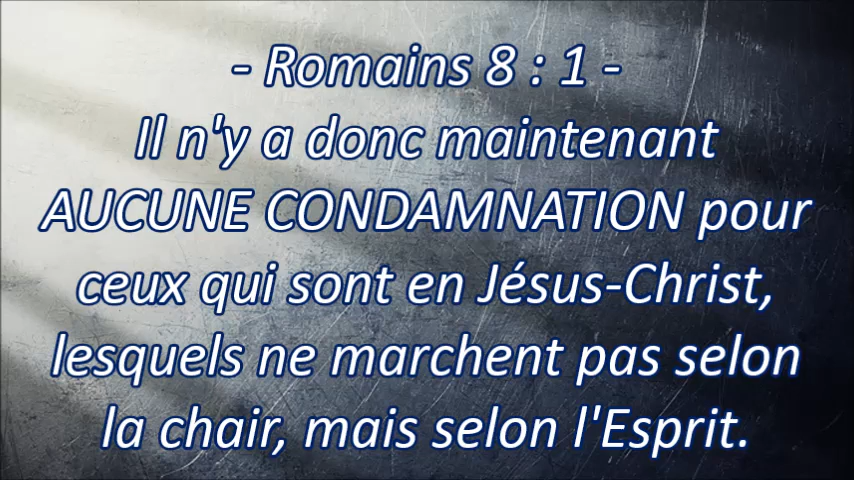 - Romains 8 : 1 -
Il n'y a donc maintenant
AUCUNE CONDAMNATION pour
ceux qui sont en Jésus-Christ,
lesquels ne marchent pas selon
la chair, mais selon l'Esprit.